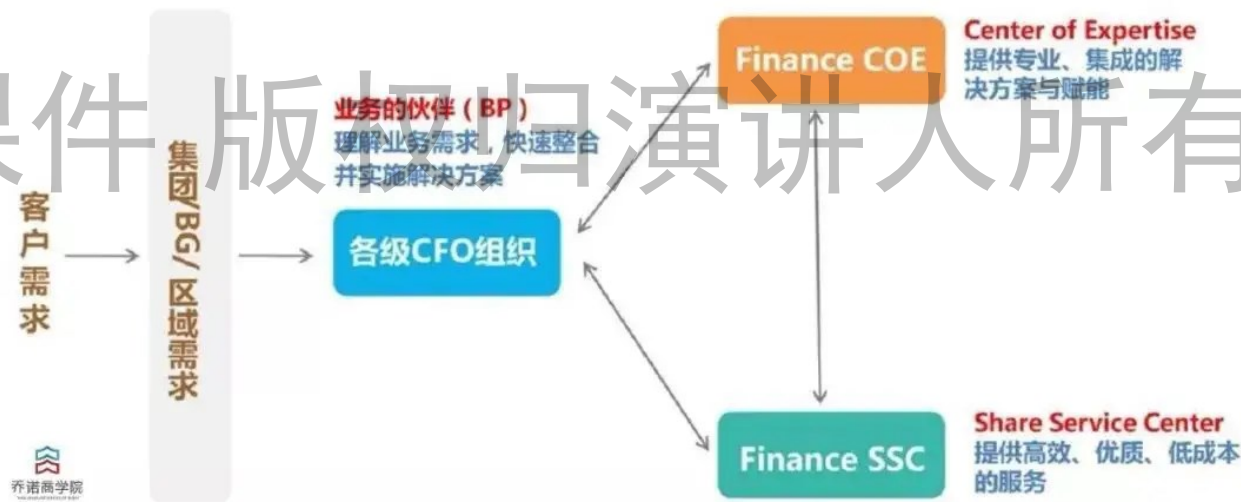 客户需求
集团/BG/ 区域需求
业务的伙伴（BP）
理解业务需求，快速整合
并实施解决方案
各级CFO组织
Finance COE
Center of Expertise
提供专业、集成的解
决方案与赋能
Finance SSC
Share Service Center
提供高效、优质、低成本
的服务
课件 版权归演讲人所有
乔诺商学院